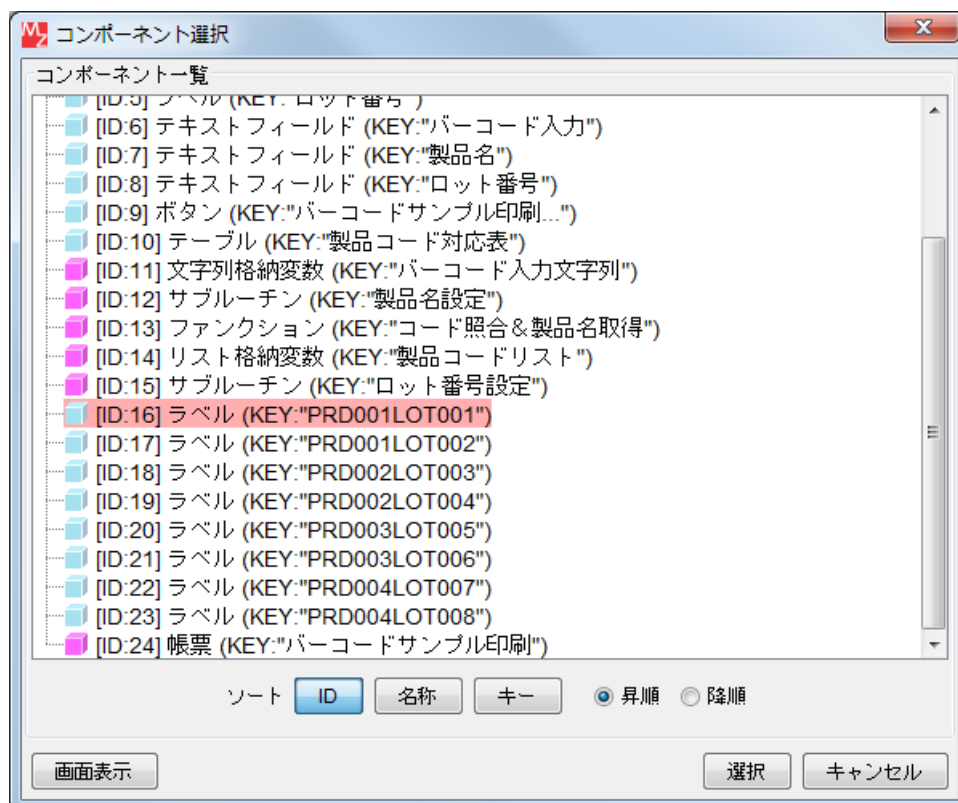 Mz コンポーネント選択
コンポーネント一覧
[ID:5] ラベル (KEY:"ロット番号")
[ID:6] テキストフィールド (KEY:"バーコード入力")
[ID:7] テキストフィールド (KEY:"製品名")
[ID:8] テキストフィールド (KEY:"ロット番号")
[ID:9] ボタン (KEY:"バーコードサンプル印刷...")
[ID:10] テーブル (KEY:"製品コード対応表")
[ID:11] 文字列格納変数 (KEY:"バーコード入力文字列")
[ID:12] サブルーチン (KEY:"製品名設定")
[ID:13] ファンクション (KEY:"コード照合＆製品名取得")
[ID:14] リスト格納変数 (KEY:"製品コードリスト")
[ID:15] サブルーチン (KEY:"ロット番号設定")
[ID:16] ラベル (KEY:"PRD001LOT001")
[ID:17] ラベル (KEY:"PRD001LOT002")
[ID:18] ラベル (KEY:"PRD002LOT003")
[ID:19] ラベル (KEY:"PRD002LOT004")
[ID:20] ラベル (KEY:"PRD003LOT005")
[ID:21] ラベル (KEY:"PRD003LOT006")
[ID:22] ラベル (KEY:"PRD004LOT007")
[ID:23] ラベル (KEY:"PRD004LOT008")
[ID:24] 帳票 (KEY:"バーコードサンプル印刷")
ソート ID 名称 キー 昇順 降順
画面表示 選択 キャンセル